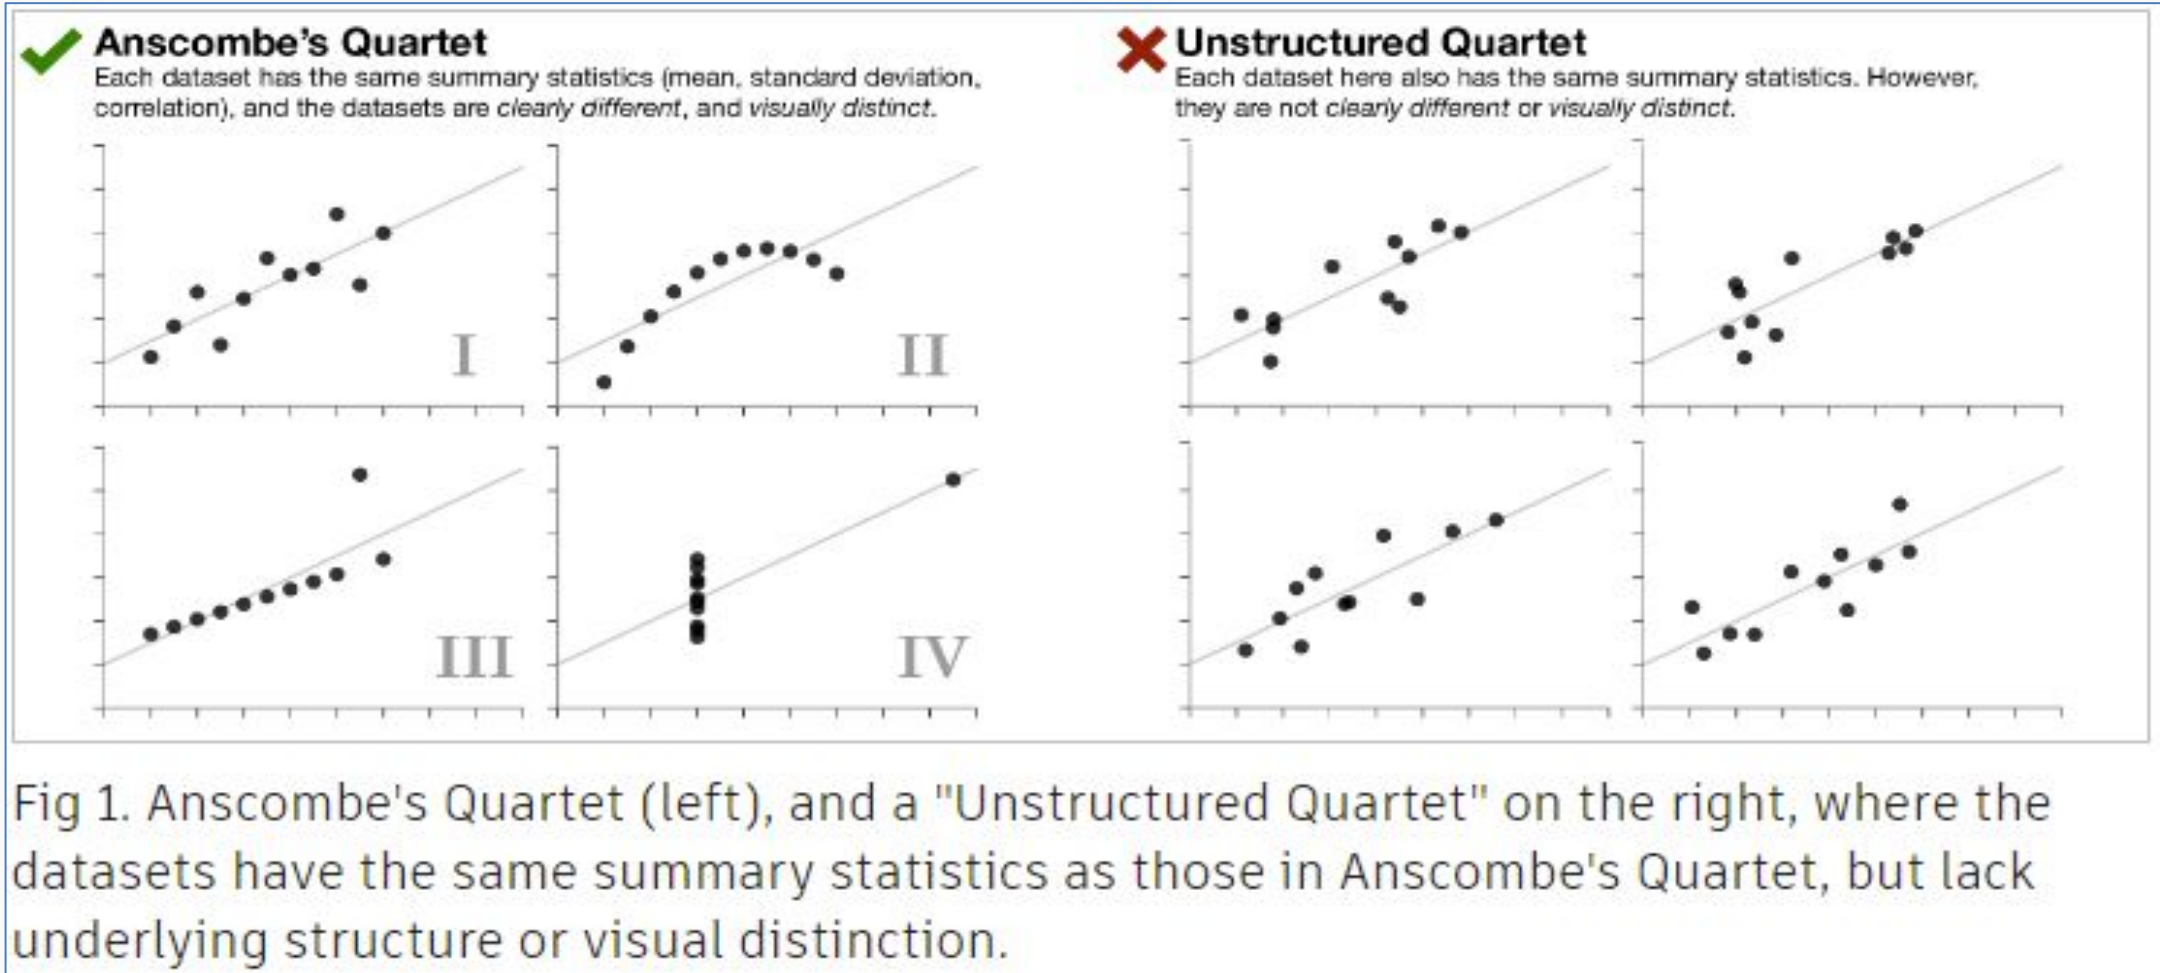 Anscombe's Quartet
Each dataset has the same summary statistics (mean, standard deviation,
correlation), and the datasets are clearly different, and visually distinct.
I
II
III
IV
Unstructured Quartet
Each dataset here also has the same summary statistics. However,
they are not clearly different or visually distinct.
Fig 1. Anscombe's Quartet (left), and a "Unstructured Quartet" on the right, where the
datasets have the same summary statistics as those in Anscombe's Quartet, but lack
underlying structure or visual distinction.